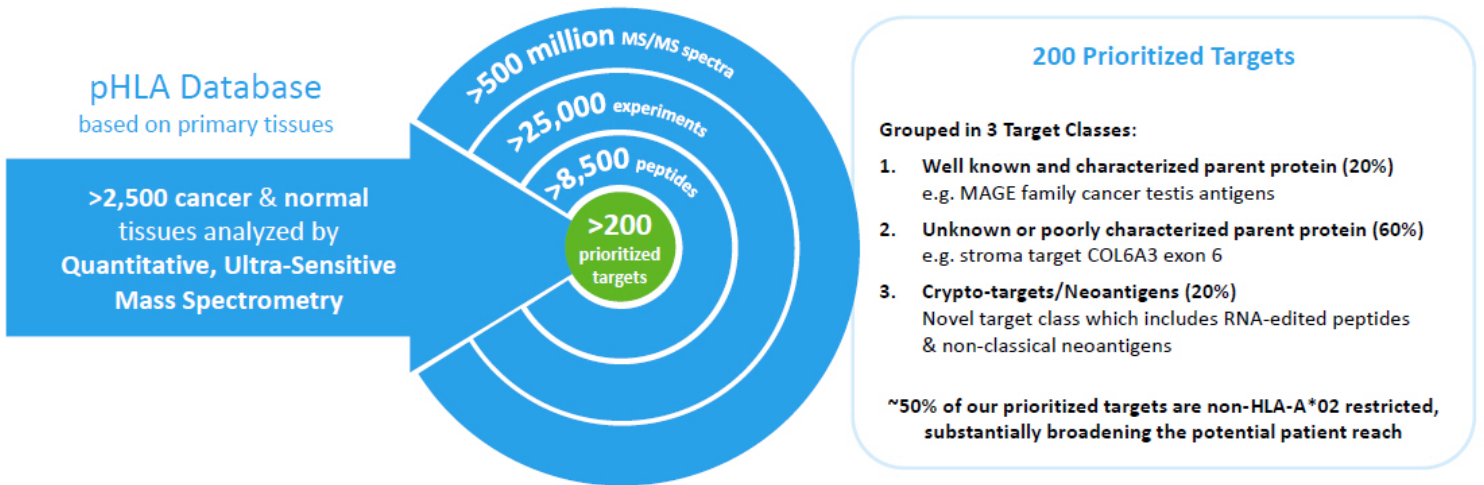 pHLA Database
based on primary tissues
>2,500 cancer & normal
tissues analyzed by
Quantitative, Ultra-Sensitive
Mass Spectrometry
>500 million MS/MS spectra
>25,000 experiments
>8,500 peptides
>200
prioritized
targets
200 Prioritized Targets
Grouped in 3 Target Classes:
1. Well known and characterized parent protein (20%)
e.g. MAGE family cancer testis antigens
2. Unknown or poorly characterized parent protein (60%)
e.g. stroma target COL6A3 exon 6
3. Crypto-targets/Neoantigens (20%)
Novel target class which includes RNA-edited peptides
& non-classical neoantigens
~50% of our prioritized targets are non-HLA-A*02 restricted,
substantially broadening the potential patient reach